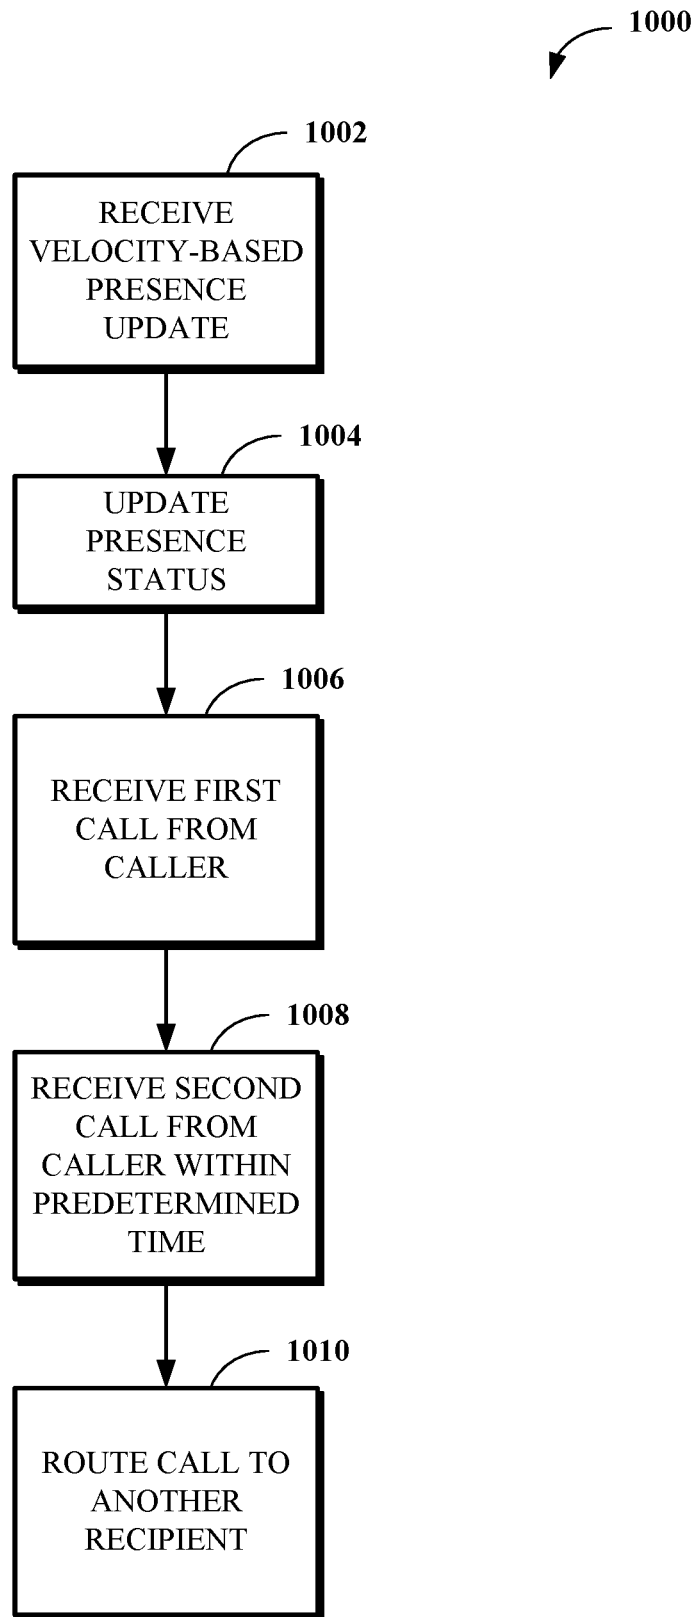 1000
1002
RECEIVE
VELOCITY-BASED
PRESENCE
UPDATE
1004
UPDATE
PRESENCE
STATUS
1006
RECEIVE FIRST
CALL FROM
CALLER
1008
RECEIVE SECOND
CALL FROM
CALLER WITHIN
PREDETERMINED
TIME
1010
ROUTE CALL TO
ANOTHER
RECIPIENT